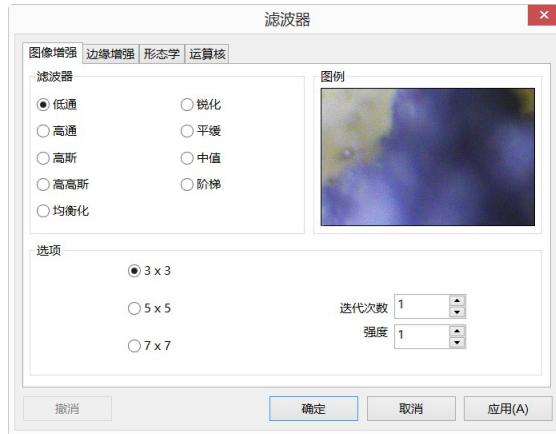 滤波器
图像增强 边缘增强 形态学 运算核
滤波器
图例
低通 锐化
高通 平缓
高斯 中值
高高斯 阶梯
均衡化
选项
3 x 3
5 x 5
迭代次数 1
强度 1
7 x 7
撤消 确定 取消 应用(A)